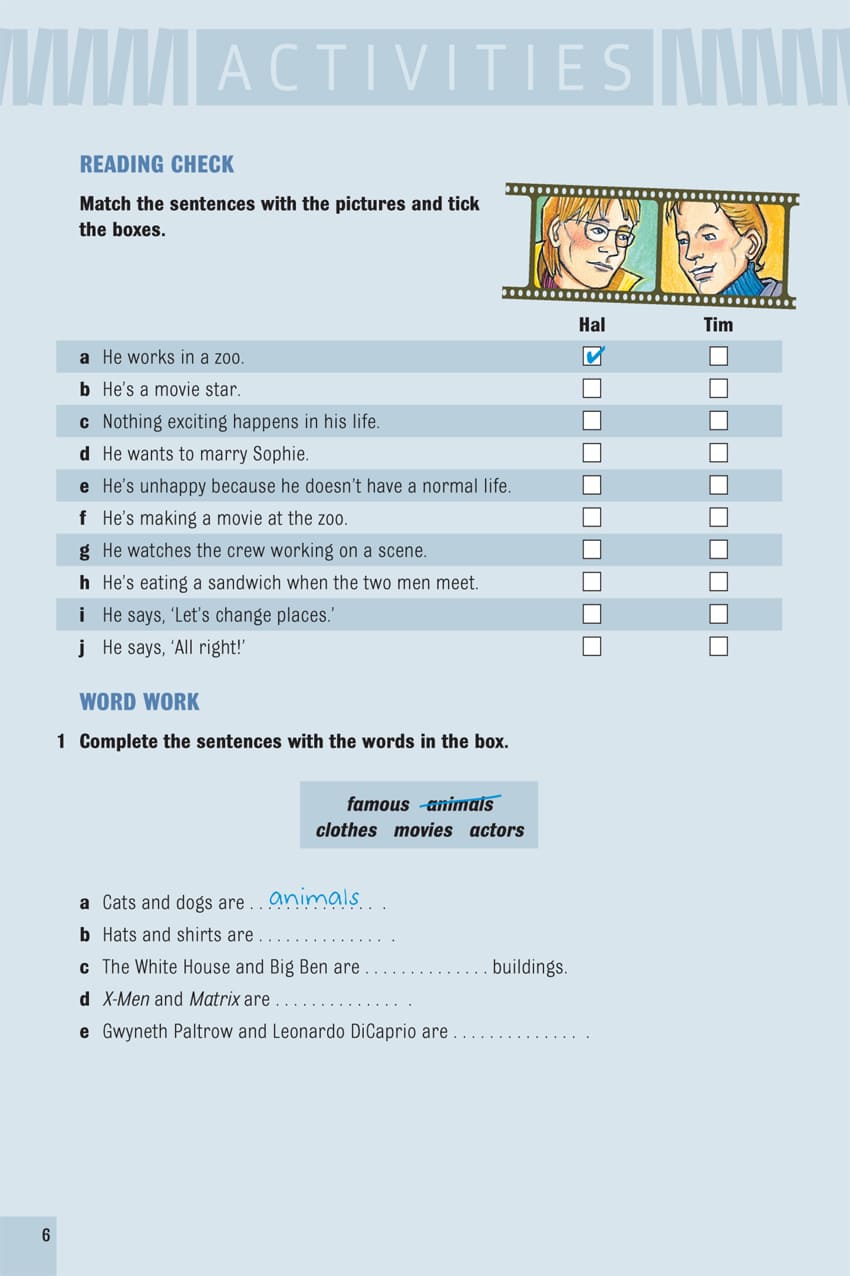 ACTIVITIES
READING CHECK
Match the sentences with the pictures and tick
the boxes.
Hal Tim
a He works in a zoo. ✔
b He's a movie star.
c Nothing exciting happens in his life.
d He wants to marry Sophie.
e He's unhappy because he doesn't have a normal life.
f He's making a movie at the zoo.
g He watches the crew working on a scene.
h He's eating a sandwich when the two men meet.
i He says, ‘Let's change places.’
j He says, ‘All right!’
WORD WORK
1 Complete the sentences with the words in the box.
famous animals
clothes movies actors
a Cats and dogs are . . animals . .
b Hats and shirts are . . . . . . . . . . . . . . .
c The White House and Big Ben are . . . . . . . . . . . . . . buildings.
d X-Men and Matrix are . . . . . . . . . . . . . . .
e Gwyneth Paltrow and Leonardo DiCaprio are . . . . . . . . . . . . . . .
6